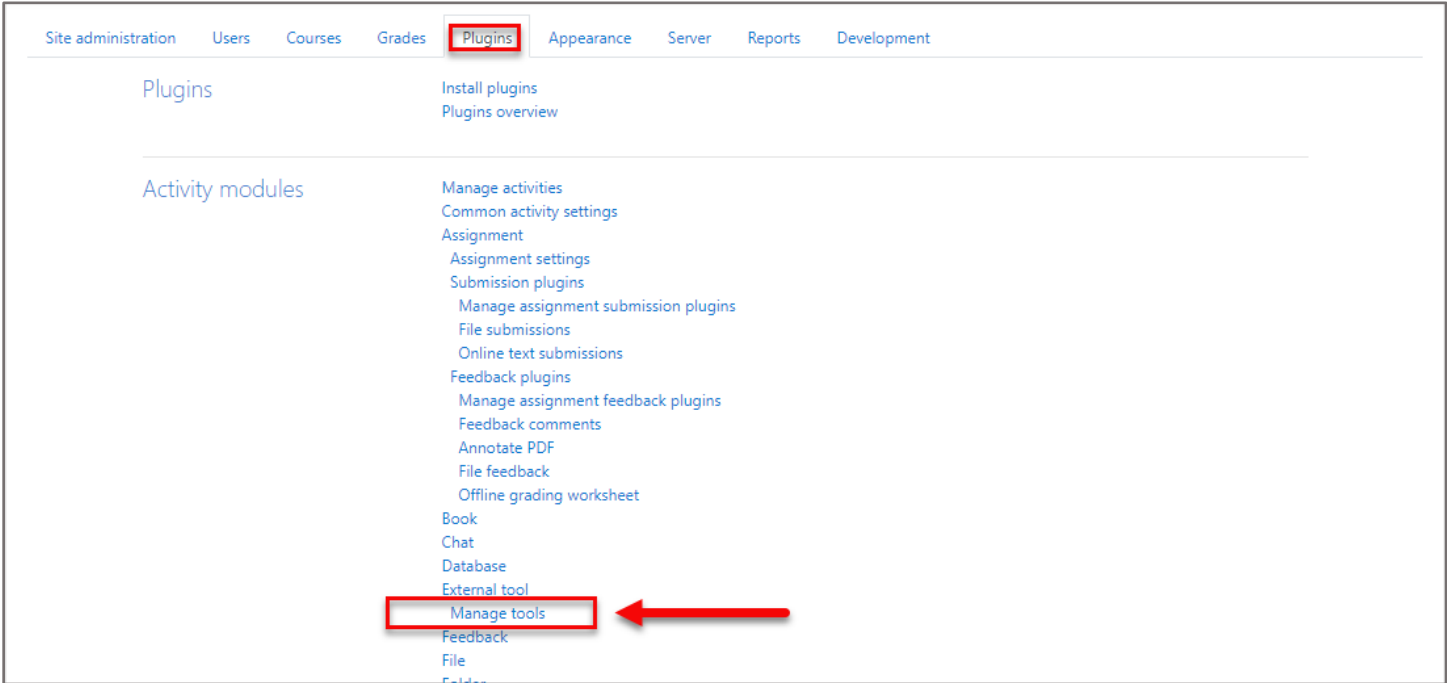 Site administration Users Courses Grades Plugins Appearance Server Reports Development
Plugins
Install plugins
Plugins overview
Activity modules
Manage activities
Common activity settings
Assignment
Assignment settings
Submission plugins
Manage assignment submission plugins
File submissions
Online text submissions
Feedback plugins
Manage assignment feedback plugins
Feedback comments
Annotate PDF
File feedback
Offline grading worksheet
Book
Chat
Database
External tool
Manage tools
Feedback
File